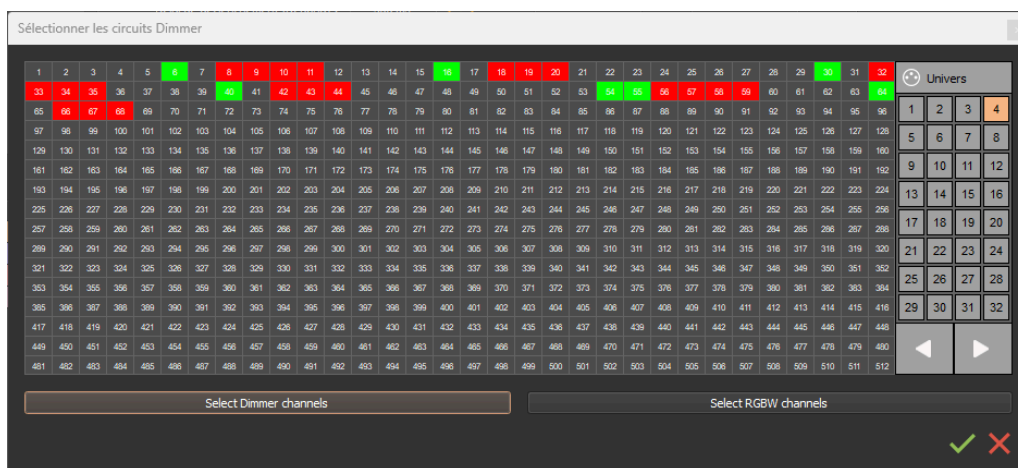 Sélectionner les circuits Dimmer
1 2 3 4 5 6 7 8 9 10 11 12 13 14 15 16 17 18 19 20 21 22 23 24 25 26 27 28 29 30 31 32
33 34 35 36 37 38 39 40 41 42 43 44 45 46 47 48 49 50 51 52 53 54 55 56 57 58 59 60 61 62 63 64
65 66 67 68 69 70 71 72 73 74 75 76 77 78 79 80 81 82 83 84 85 86 87 88 89 90 91 92 93 94 95 96
97 98 99 100 101 102 103 104 105 106 107 108 109 110 111 112 113 114 115 116 117 118 119 120 121 122 123 124 125 126 127 128
129 130 131 132 133 134 135 136 137 138 139 140 141 142 143 144 145 146 147 148 149 150 151 152 153 154 155 156 157 158 159 160
161 162 163 164 165 166 167 168 169 170 171 172 173 174 175 176 177 178 179 180 181 182 183 184 185 186 187 188 189 190 191 192
193 194 195 196 197 198 199 200 201 202 203 204 205 206 207 208 209 210 211 212 213 214 215 216 217 218 219 220 221 222 223 224
225 226 227 228 229 230 231 232 233 234 235 236 237 238 239 240 241 242 243 244 245 246 247 248 249 250 251 252 253 254 255 256
257 258 259 260 261 262 263 264 265 266 267 268 269 270 271 272 273 274 275 276 277 278 279 280 281 282 283 284 285 286 287 288
289 290 291 292 293 294 295 296 297 298 299 300 301 302 303 304 305 306 307 308 309 310 311 312 313 314 315 316 317 318 319 320
321 322 323 324 325 326 327 328 329 330 331 332 333 334 335 336 337 338 339 340 341 342 343 344 345 346 347 348 349 350 351 352
353 354 355 356 357 358 359 360 361 362 363 364 365 366 367 368 369 370 371 372 373 374 375 376 377 378 379 380 381 382 383 384
385 386 387 388 389 390 391 392 393 394 395 396 397 398 399 400 401 402 403 404 405 406 407 408 409 410 411 412 413 414 415 416
417 418 419 420 421 422 423 424 425 426 427 428 429 430 431 432 433 434 435 436 437 438 439 440 441 442 443 444 445 446 447 448
449 450 451 452 453 454 455 456 457 458 459 460 461 462 463 464 465 466 467 468 469 470 471 472 473 474 475 476 477 478 479 480
481 482 483 484 485 486 487 488 489 490 491 492 493 494 495 496 497 498 499 500 501 502 503 504 505 506 507 508 509 510 511 512
Univers
1 2 3 4
5 6 7 8
9 10 11 12
13 14 15 16
17 18 19 20
21 22 23 24
25 26 27 28
29 30 31 32
Select Dimmer channels
Select RGBW channels